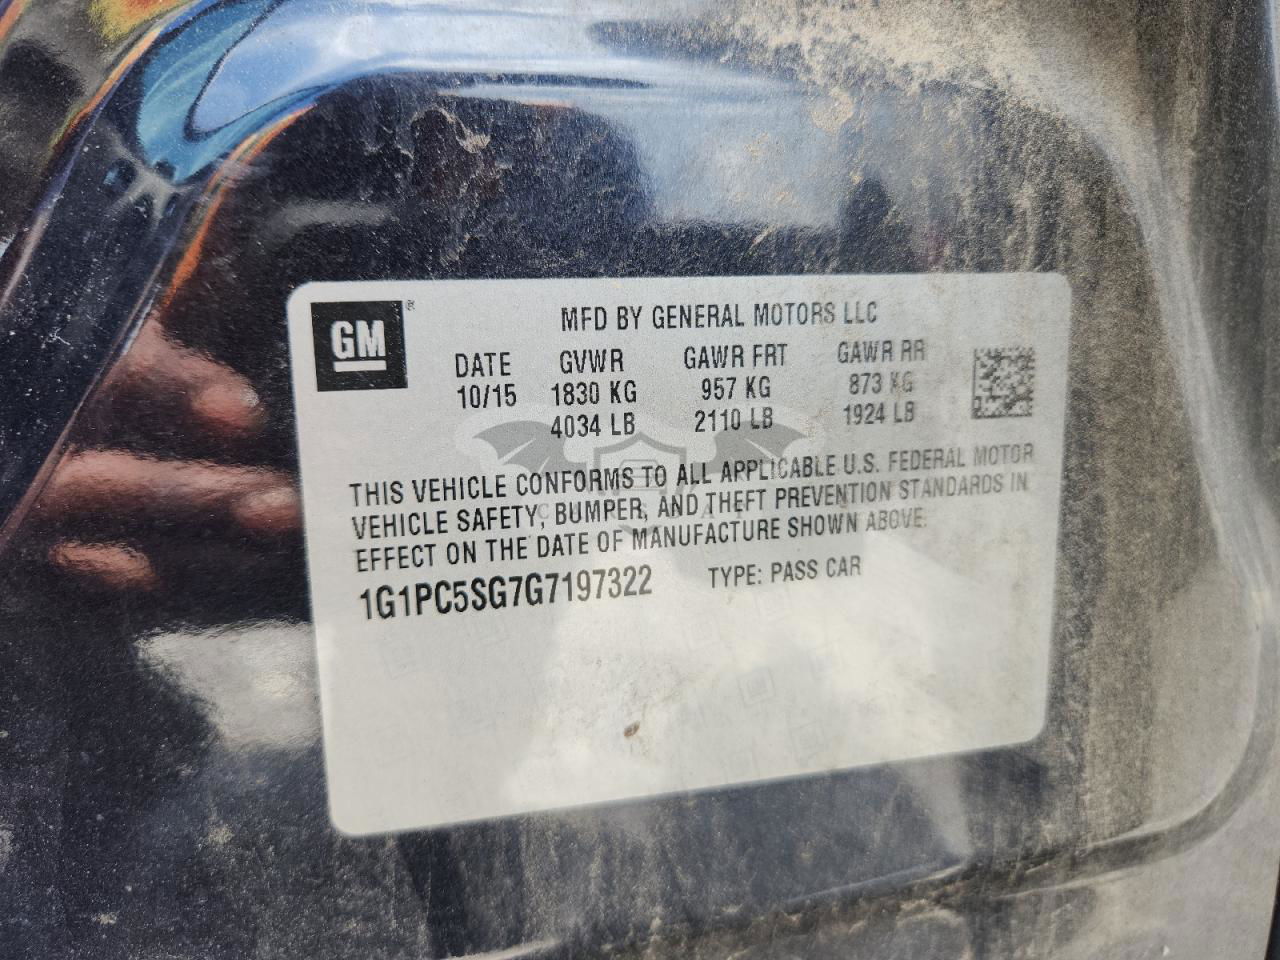 GM®
MFD BY GENERAL MOTORS LLC
DATE GVWR GAWR FRT GAWR RR
10/15 1830 KG 957 KG 873 KG
4034 LB 2110 LB 1924 LB
THIS VEHICLE CONFORMS TO ALL APPLICABLE U.S. FEDERAL MOTOR
VEHICLE SAFETY, BUMPER, AND THEFT PREVENTION STANDARDS IN
EFFECT ON THE DATE OF MANUFACTURE SHOWN ABOVE.
1G1PC5SG7G7197322 TYPE: PASS CAR